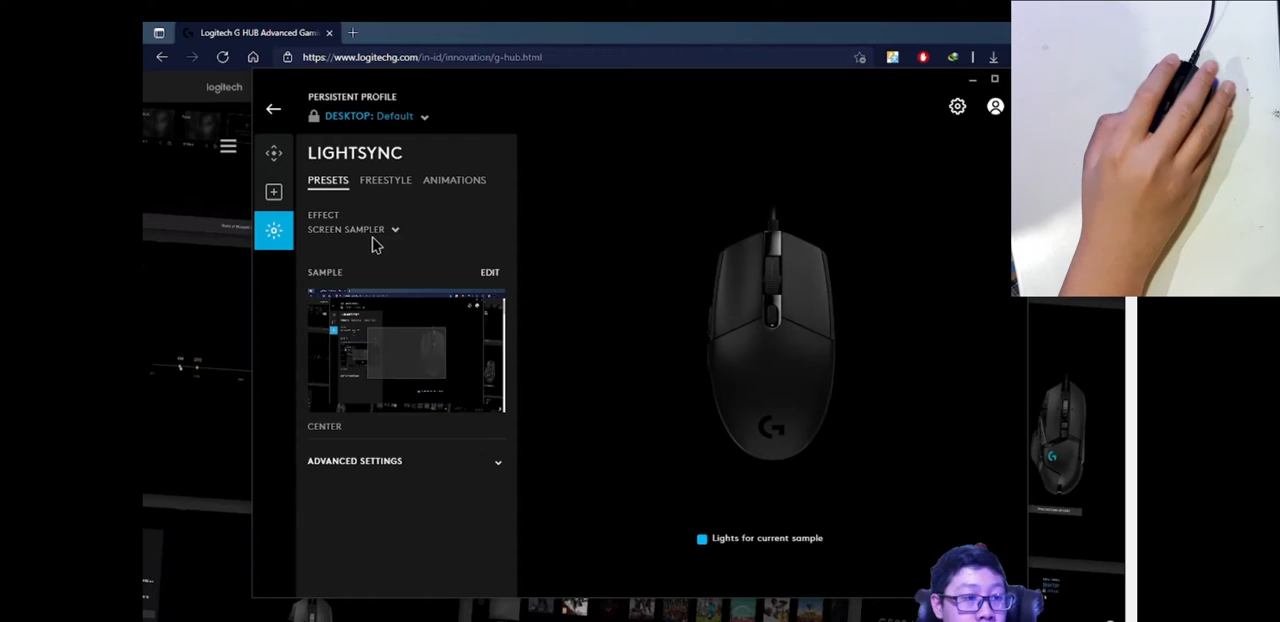 Logitech G HUB Advanced Gami
https://www.logitechg.com/in-id/innovation/g-hub.html
logitech
PERSISTENT PROFILE
DESKTOP: Default
LIGHTSYNC
PRESETS FREESTYLE ANIMATIONS
EFFECT
SCREEN SAMPLER
SAMPLE EDIT
CENTER
ADVANCED SETTINGS
Lights for current sample